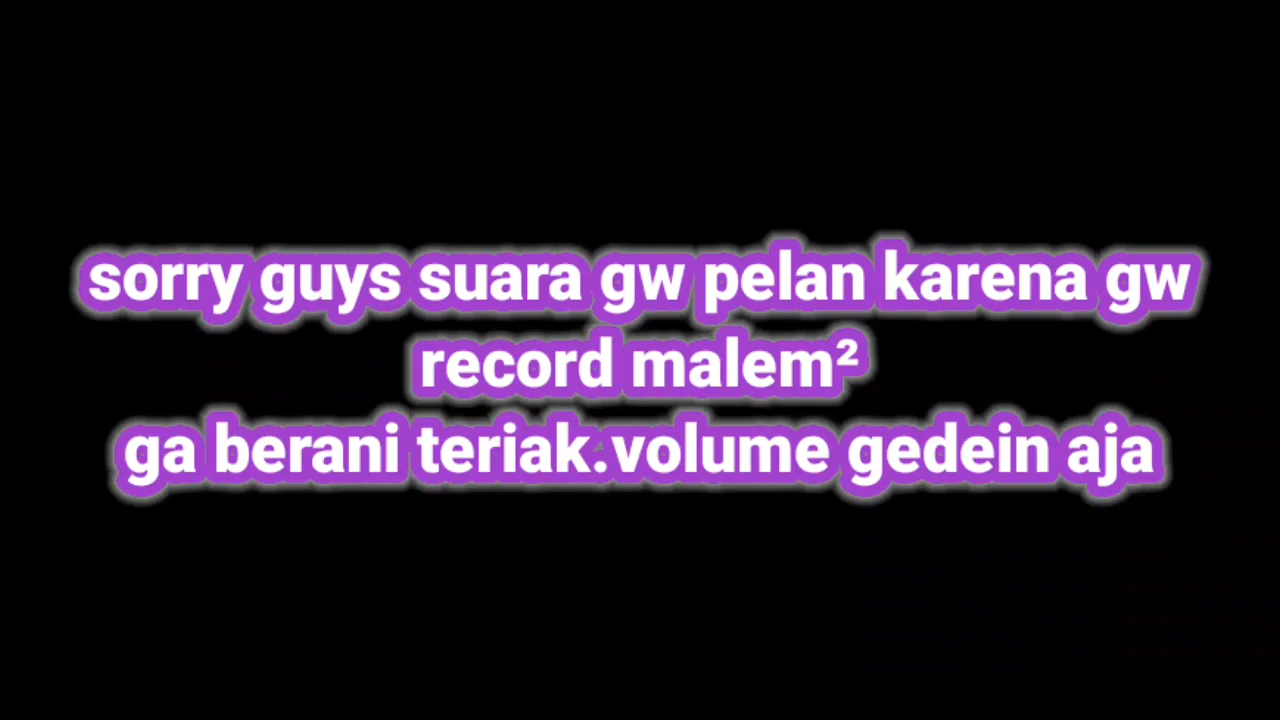 sorry guys suara gw pelan karena gw
record malem²
ga berani teriak.volume gedein aja